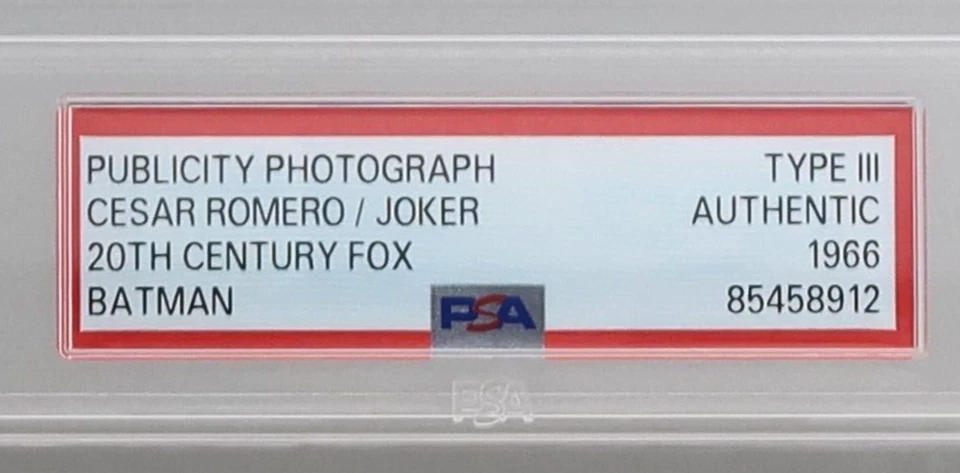 PUBLICITY PHOTOGRAPH TYPE III
CESAR ROMERO / JOKER AUTHENTIC
20TH CENTURY FOX 1966
BATMAN 85458912
PSA
PSA